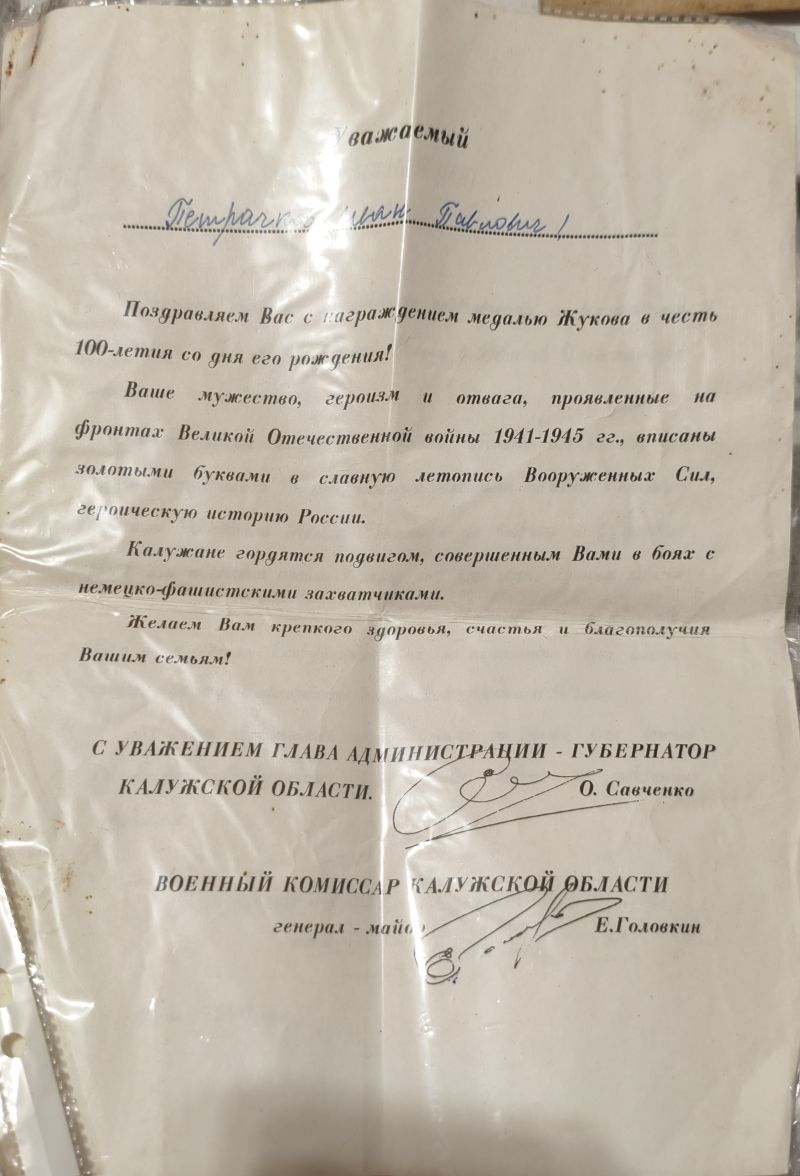 Уважаемый
Петрачков Иван Павлович!
Поздравляем Вас с награждением медалью Жукова в честь
100-летия со дня его рождения!
Ваше мужество, героизм и отвага, проявленные на
фронтах Великой Отечественной войны 1941-1945 гг., вписаны
золотыми буквами в славную летопись Вооруженных Сил,
героическую историю России.
Калужане гордятся подвигом, совершенным Вами в боях с
немецко-фашистскими захватчиками.
Желаем Вам крепкого здоровья, счастья и благополучия
Вашим семьям!
С УВАЖЕНИЕМ ГЛАВА АДМИНИСТРАЦИИ - ГУБЕРНАТОР
КАЛУЖСКОЙ ОБЛАСТИ. О. Савченко
ВОЕННЫЙ КОМИССАР КАЛУЖСКОЙ ОБЛАСТИ
генерал - майор Е.Головкин